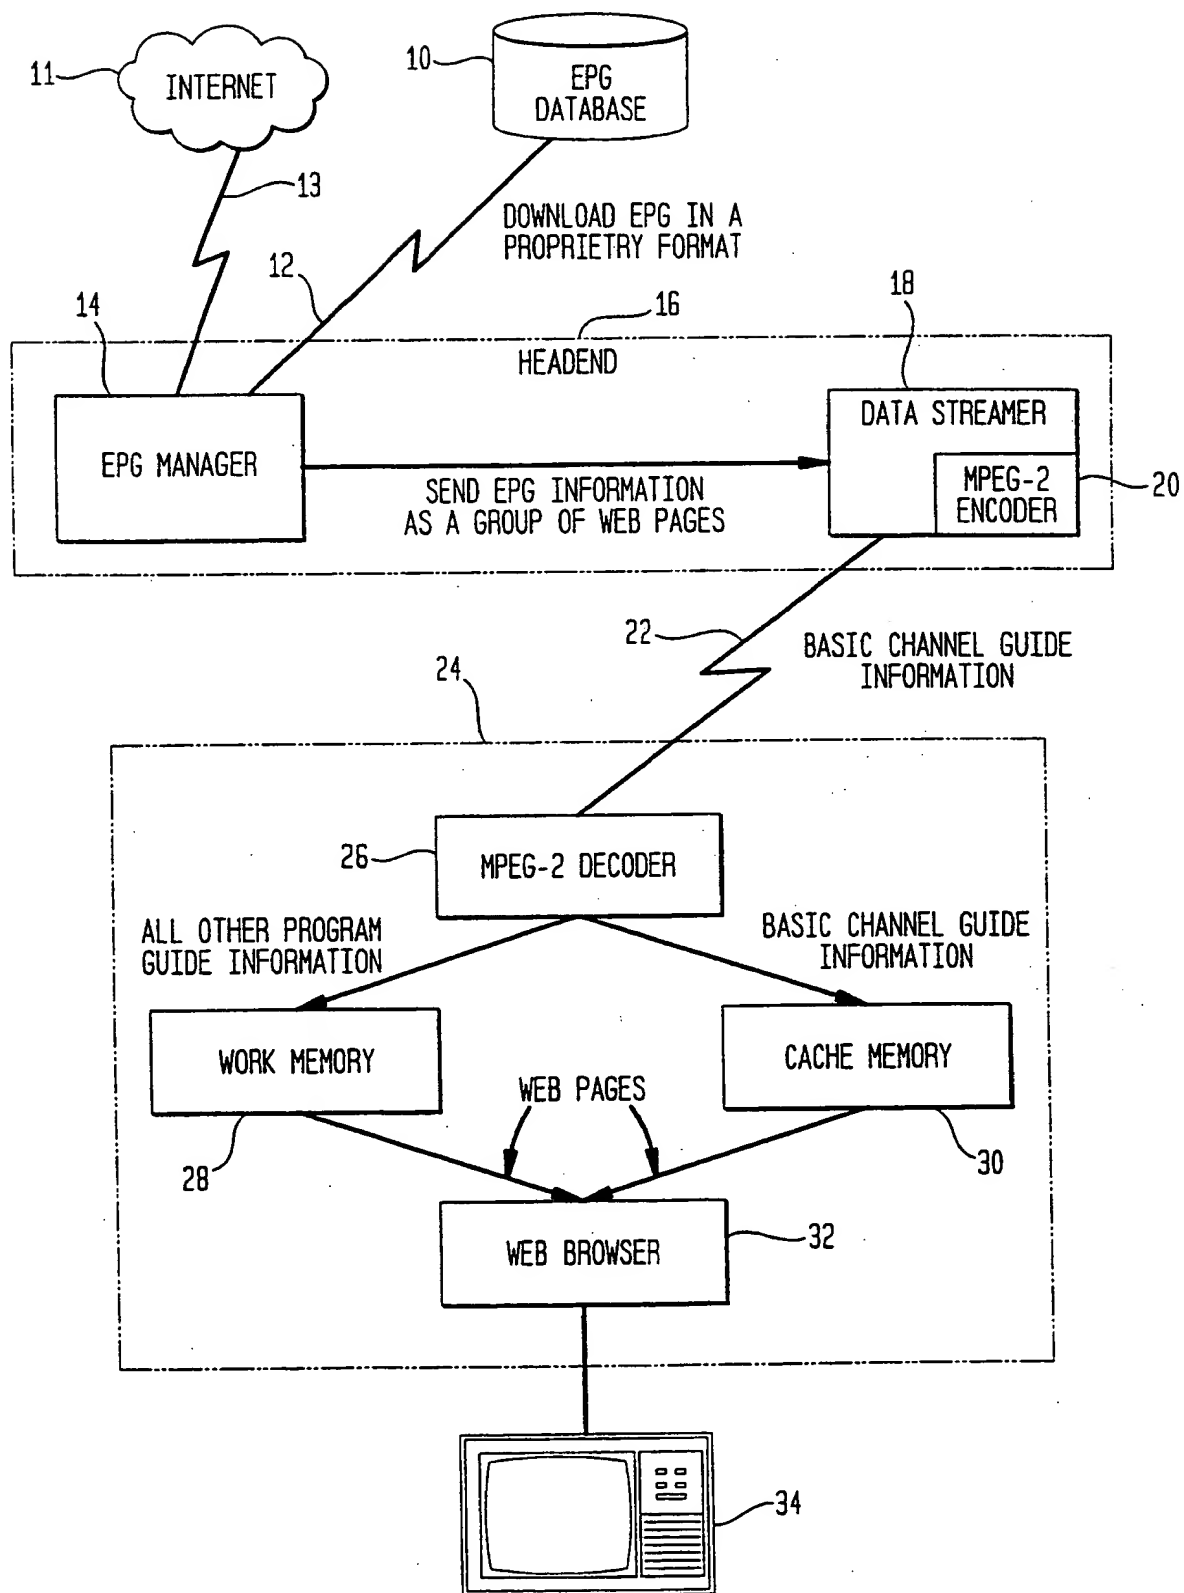 11
INTERNET
10
EPG
DATABASE
13
DOWNLOAD EPG IN A
PROPRIETRY FORMAT
12
14
16
18
HEADEND
EPG MANAGER
DATA STREAMER
MPEG-2
ENCODER
20
SEND EPG INFORMATION
AS A GROUP OF WEB PAGES
22
BASIC CHANNEL GUIDE
INFORMATION
24
26
MPEG-2 DECODER
ALL OTHER PROGRAM
GUIDE INFORMATION
BASIC CHANNEL GUIDE
INFORMATION
WORK MEMORY
CACHE MEMORY
WEB PAGES
28
30
WEB BROWSER
32
34